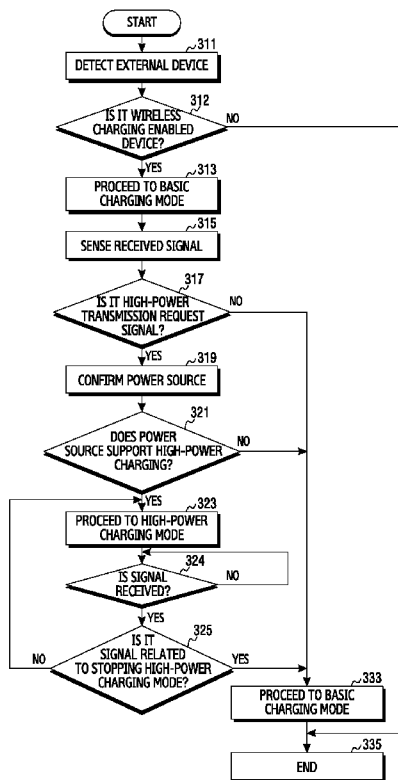 START
311
DETECT EXTERNAL DEVICE
312
IS IT WIRELESS
CHARGING ENABLED
DEVICE?
NO
YES
313
PROCEED TO BASIC
CHARGING MODE
315
SENSE RECEIVED SIGNAL
317
IS IT HIGH-POWER
TRANSMISSION REQUEST
SIGNAL?
NO
YES
319
CONFIRM POWER SOURCE
321
DOES POWER
SOURCE SUPPORT HIGH-POWER
CHARGING?
NO
YES
323
PROCEED TO HIGH-POWER
CHARGING MODE
324
IS SIGNAL
RECEIVED?
NO
YES
325
IS IT
SIGNAL RELATED
TO STOPPING HIGH-POWER
CHARGING MODE?
NO
YES
333
PROCEED TO BASIC
CHARGING MODE
335
END